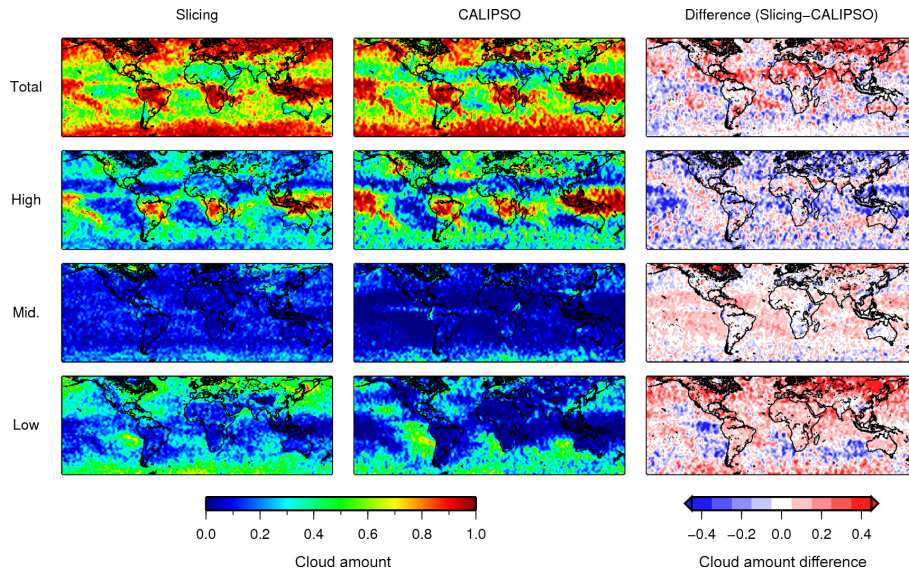 Slicing CALIPSO Difference (Slicing−CALIPSO)
Total
High
Mid.
Low
0.0 0.2 0.4 0.6 0.8 1.0 −0.4 −0.2 0.0 0.2 0.4
Cloud amount Cloud amount difference